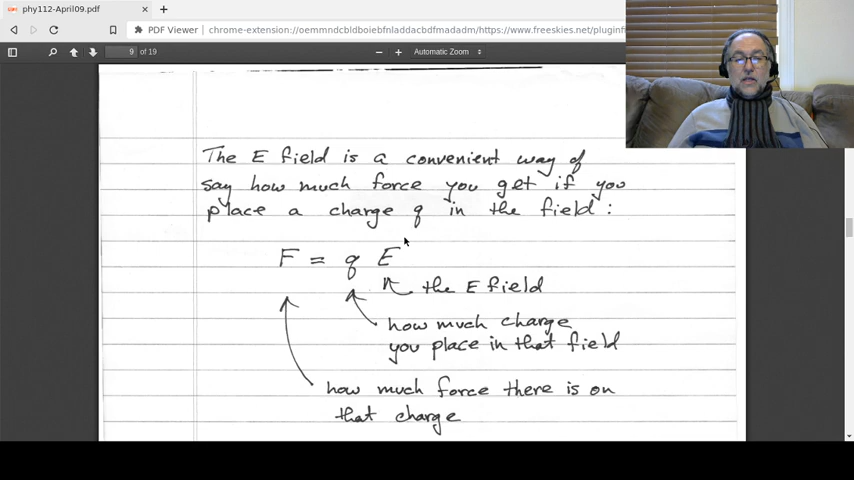 phy112-April09.pdf
PDF Viewer
chrome-extension://oemmndcbldboiebfnladdacbdfmadadm/https://www.freeskies.net/pluginfi
9 of 19
Automatic Zoom
The E field is a convenient way of
say how much force you get if you
place a charge q in the field:
F = q E
the E field
how much charge
you place in that field
how much force there is on
that charge